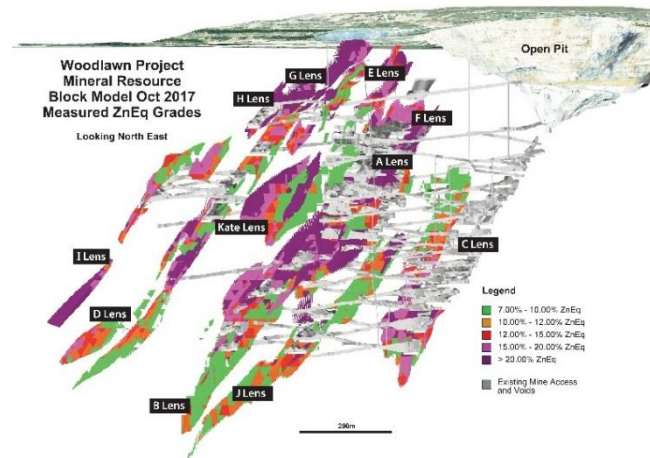 Woodlawn Project
Mineral Resource
Block Model Oct 2017
Measured ZnEq Grades
Looking North East
Open Pit
G Lens
E Lens
H Lens
F Lens
A Lens
Kate Lens
C Lens
I Lens
D Lens
B Lens
J Lens
Legend
7.00% - 10.00% ZnEq
10.00% - 12.00% ZnEq
12.00% - 15.00% ZnEq
15.00% - 20.00% ZnEq
> 20.00% ZnEq
Existing Mine Access
and Voids
200m